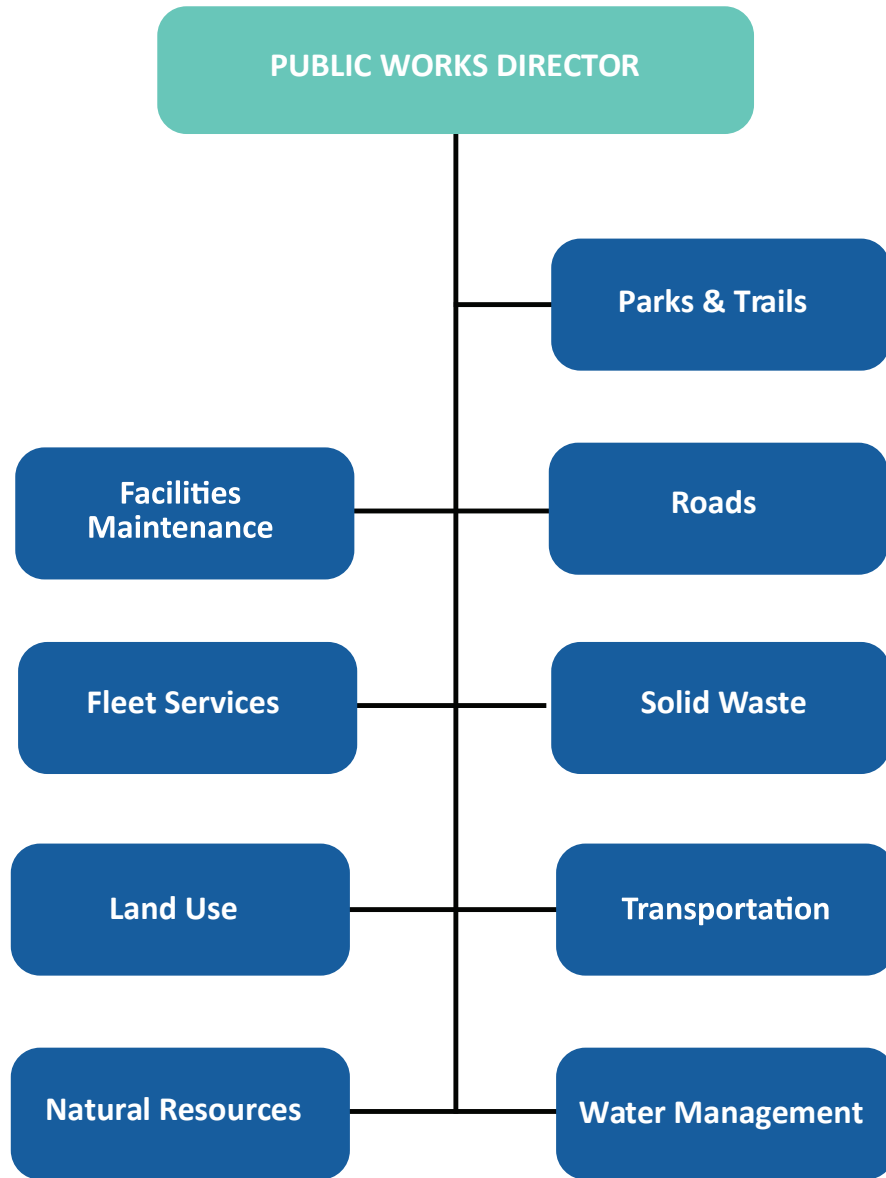 PUBLIC WORKS DIRECTOR
Parks & Trails
Facilities
Maintenance
Roads
Fleet Services
Solid Waste
Land Use
Transportation
Natural Resources
Water Management